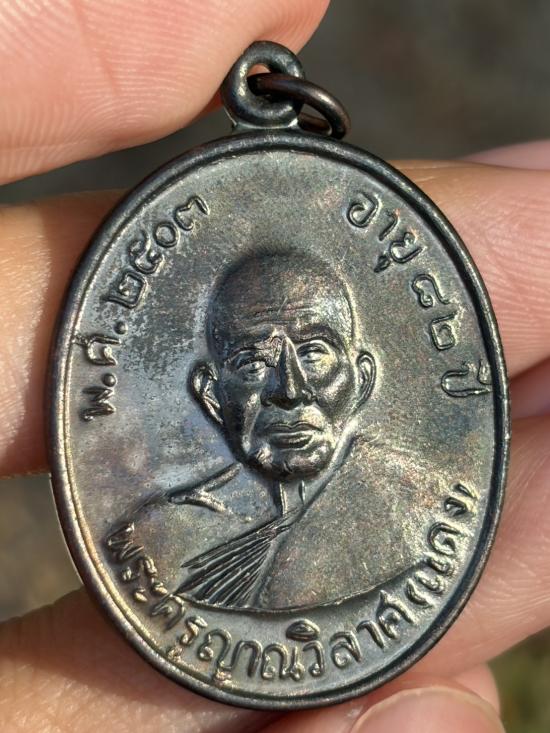 พ.ศ. ๒๕๐๓
อายุ ๘๒ ปี
พระครูญาณวิลาศ (แดง)